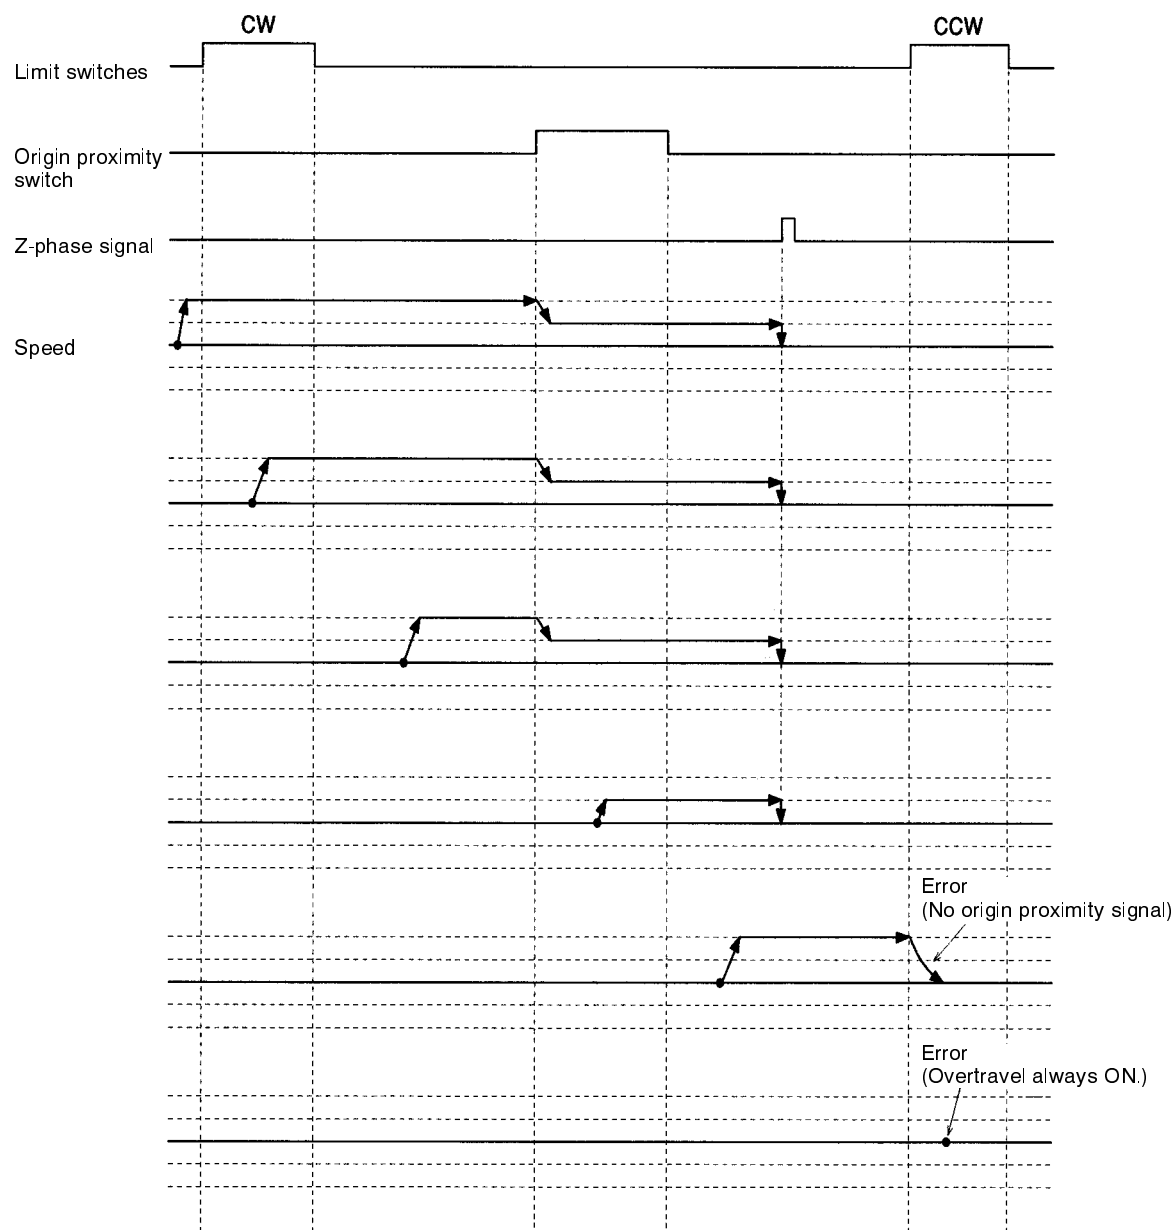 CW
CCW
Limit switches
Origin proximity
switch
Z-phase signal
Speed
Error
(No origin proximity signal)
Error
(Overtravel always ON.)